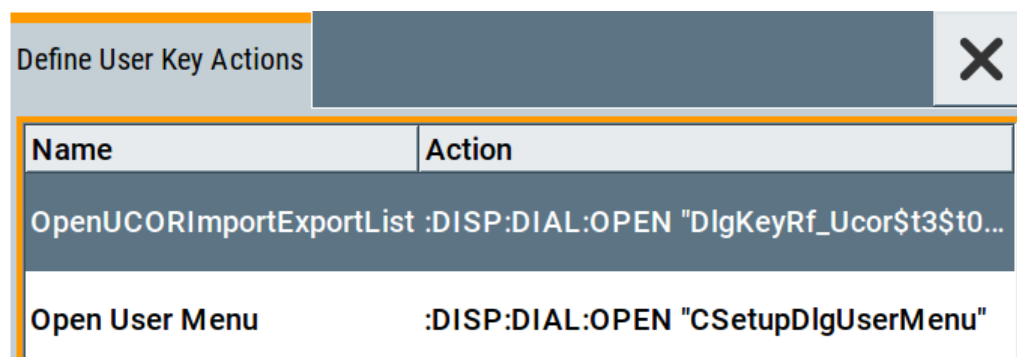 Define User Key Actions
Name Action
OpenUCORImportExportList :DISP:DIAL:OPEN "DlgKeyRf_Ucor$t3$t0...
Open User Menu :DISP:DIAL:OPEN "CSetupDlgUserMenu"